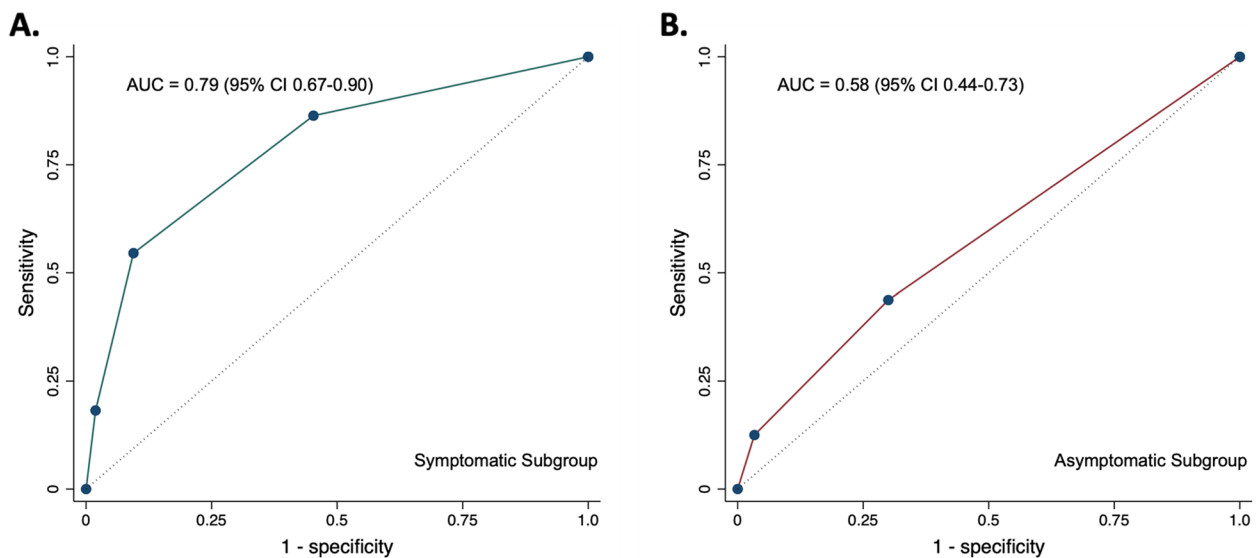 A.
AUC = 0.79 (95% CI 0.67-0.90)
Sensitivity
1.0
0.75
0.5
0.25
0
Symptomatic Subgroup
0
0.25
0.5
0.75
1.0
1 - specificity
B.
AUC = 0.58 (95% CI 0.44-0.73)
Sensitivity
1.0
0.75
0.5
0.25
0
Asymptomatic Subgroup
0
0.25
0.5
0.75
1.0
1 - specificity